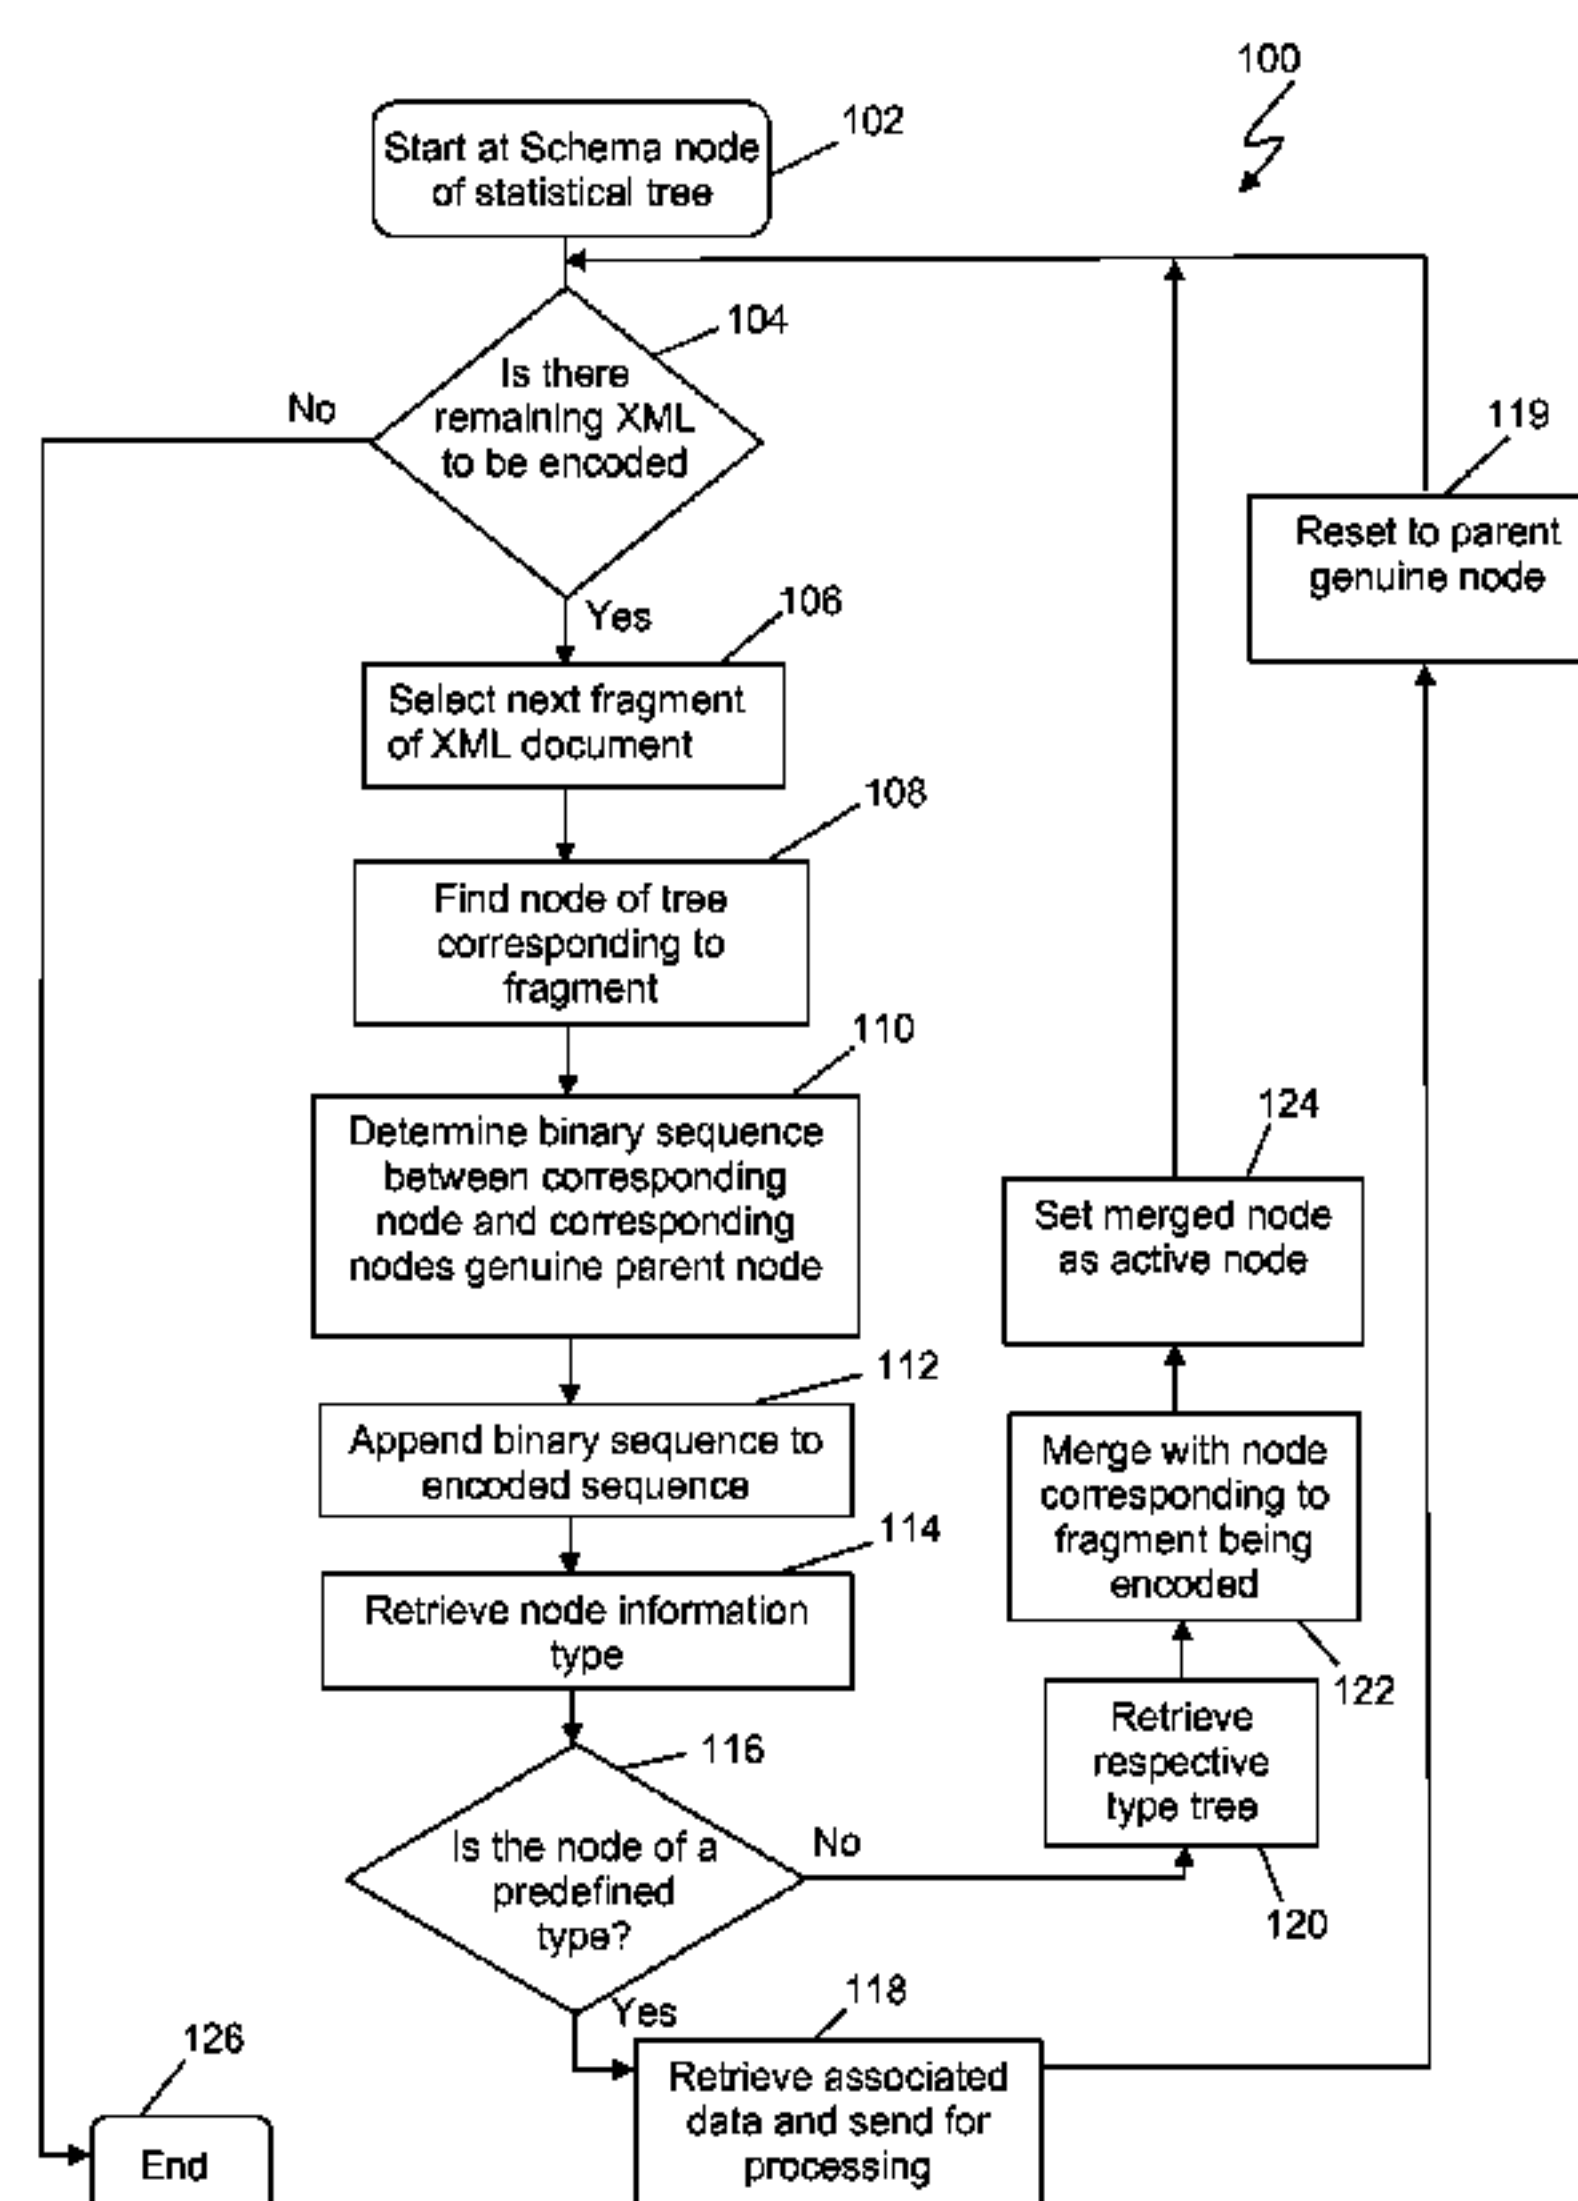 100
102
Start at Schema node
of statistical tree
104
Is there
remaining XML
to be encoded
No
Yes
119
Reset to parent
genuine node
106
Select next fragment
of XML document
108
Find node of tree
corresponding to
fragment
110
Determine binary sequence
between corresponding
node and corresponding
nodes genuine parent node
124
Set merged node
as active node
112
Append binary sequence to
encoded sequence
Merge with node
corresponding to
fragment being
encoded
122
114
Retrieve node information
type
Retrieve
respective
type tree
120
116
Is the node of a
predefined
type?
No
Yes
118
Retrieve associated
data and send for
processing
126
End